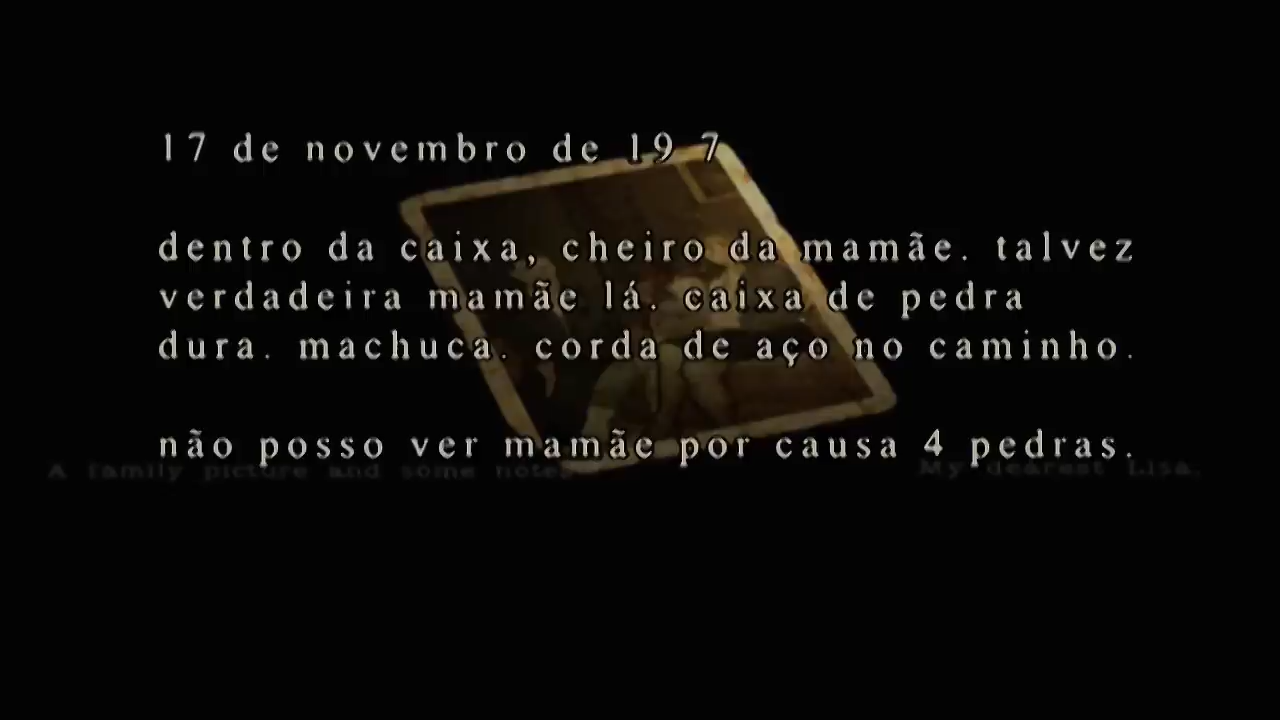 17 de novembro de 19 7
dentro da caixa, cheiro da mamãe. talvez
verdadeira mamãe lá. caixa de pedra
dura. machuca. corda de aço no caminho.
não posso ver mamãe por causa 4 pedras.
A family picture and some notes
My dearest Lisa.